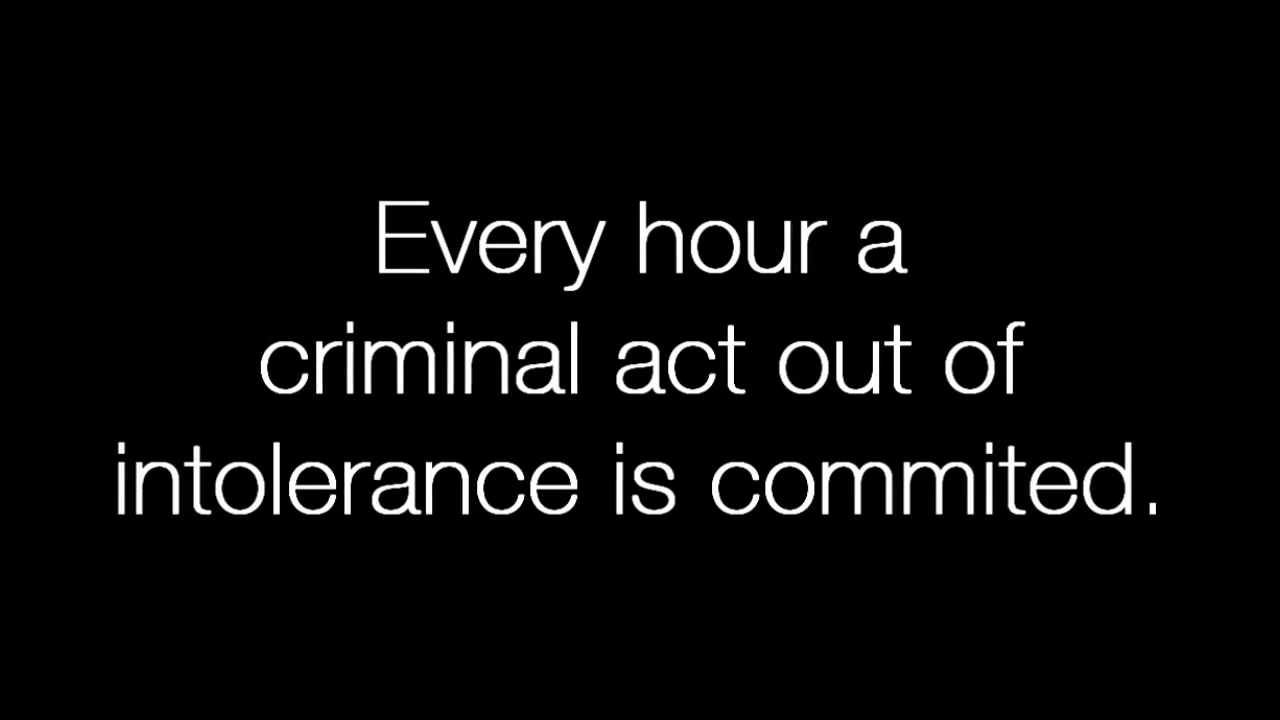 Every hour a
criminal act out of
intolerance is commited.